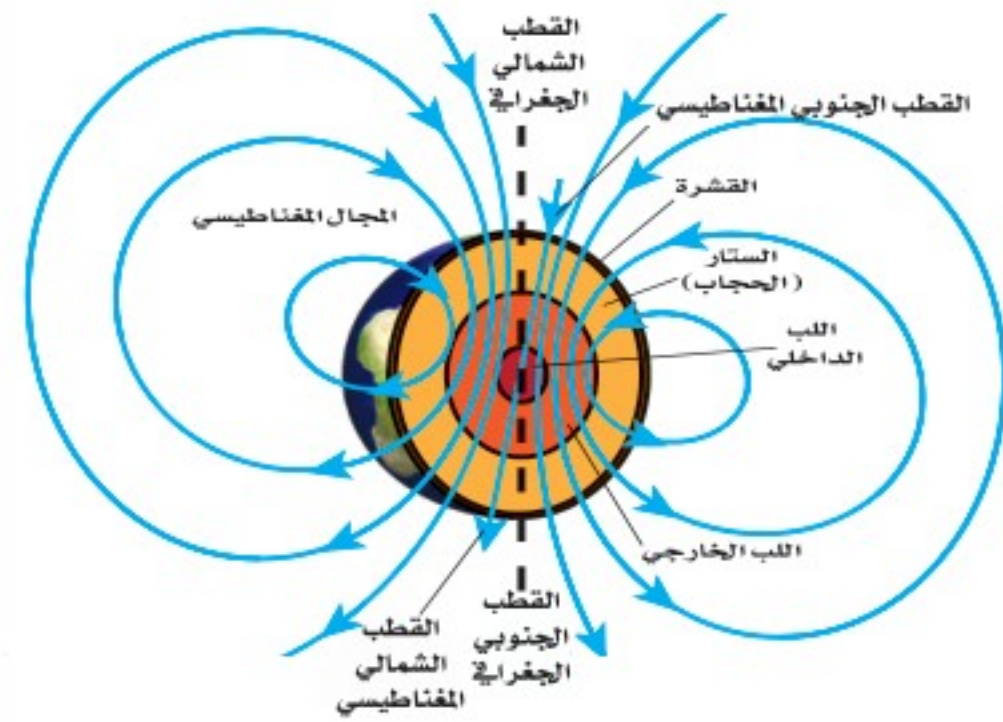 القطب
الشمالي
الجغرافي
القطب الجنوبي المغناطيسي
القشرة
المجال المغناطيسي
الستار
(الحجاب)
اللب
الداخلي
اللب الخارجي
القطب
الجنوبي
الجغرافي
القطب
الشمالي
المغناطيسي